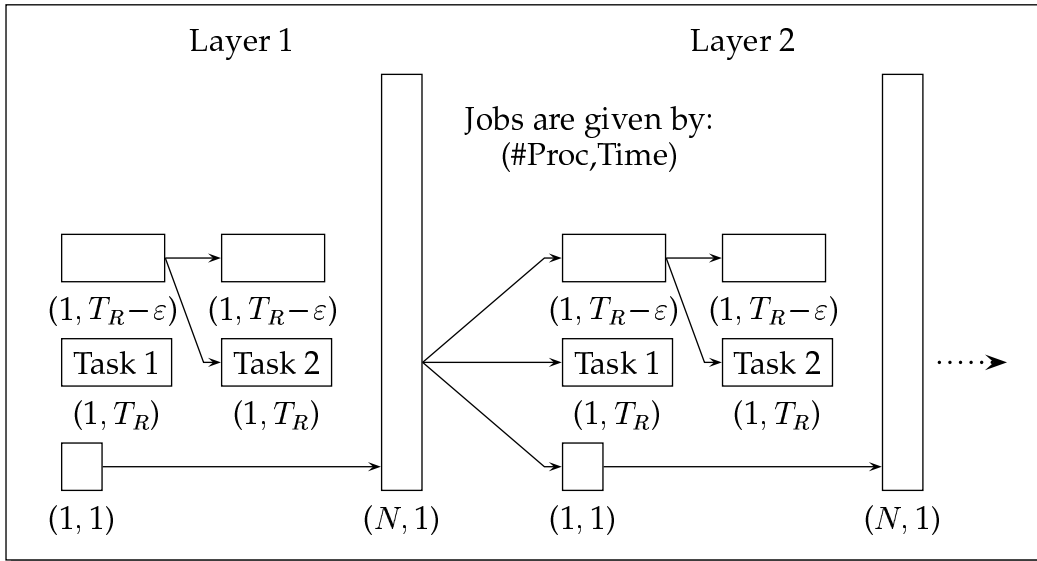 Layer 1 Layer 2
Jobs are given by:
(#Proc,Time)
(1, T_R−ε) (1, T_R−ε) (1, T_R−ε) (1, T_R−ε)
Task 1 Task 2 Task 1 Task 2
(1, T_R) (1, T_R) (1, T_R) (1, T_R)
(1, 1) (N, 1) (1, 1) (N, 1)